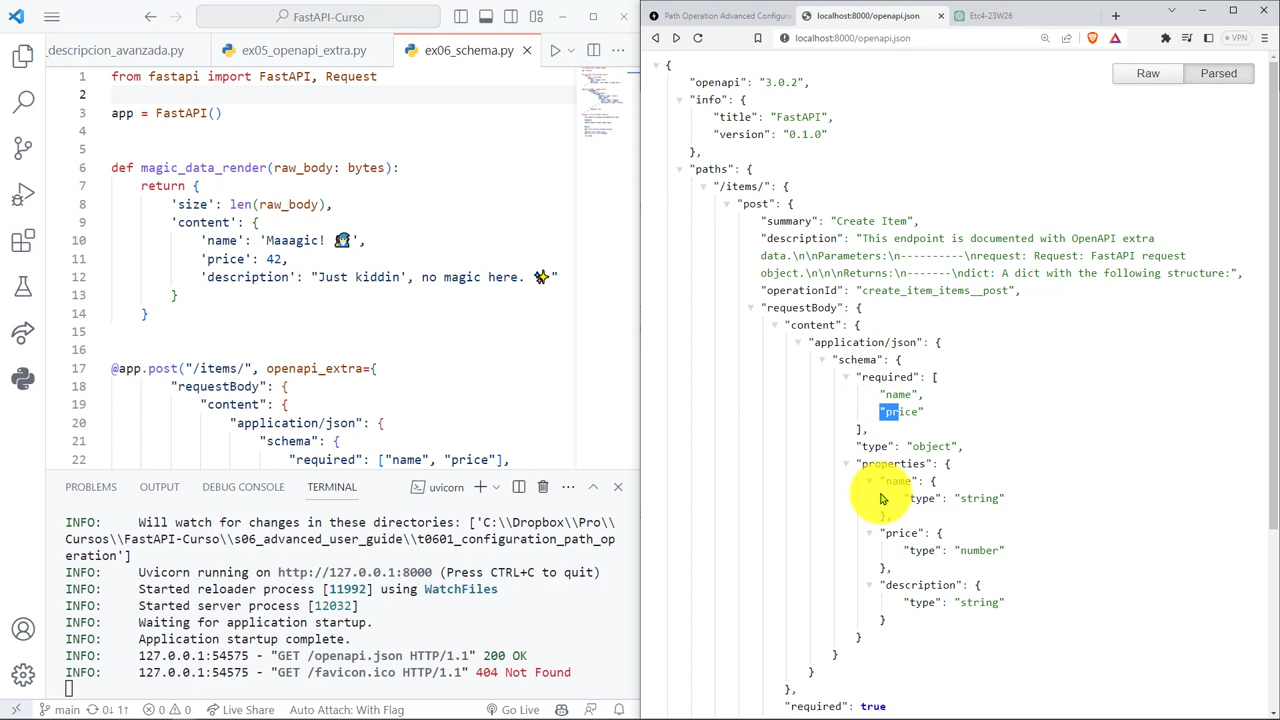 FastAPI-Curso
_descripcion_avanzada.py
ex05_openapi_extra.py
ex06_schema.py
1 from fastapi import FastAPI, Request
2
3 app = FastAPI()
4
5
6 def magic_data_render(raw_body: bytes):
7 return {
8 'size': len(raw_body),
9 'content': {
10 'name': 'Maaagic! 🧙',
11 'price': 42,
12 'description': "Just kiddin', no magic here. ✨"
13 }
14 }
15
16
17 @app.post("/items/", openapi_extra={
18 "requestBody": {
19 "content": {
20 "application/json": {
21 "schema": {
22 "required": ["name", "price"],
PROBLEMS OUTPUT DEBUG CONSOLE TERMINAL uvicorn
INFO: Will watch for changes in these directories: ['C:\\Dropbox\\Pro\\
Cursos\\FastAPI-Curso\\s06_advanced_user_guide\\t0001_configuration_path_op
eration']
INFO: Uvicorn running on http://127.0.0.1:8000 (Press CTRL+C to quit)
INFO: Started reloader process [11992] using WatchFiles
INFO: Started server process [12032]
INFO: Waiting for application startup.
INFO: Application startup complete.
INFO: 127.0.0.1:54575 - "GET /openapi.json HTTP/1.1" 200 OK
INFO: 127.0.0.1:54575 - "GET /favicon.ico HTTP/1.1" 404 Not Found
main 0↓ 1↑ 0 0 Live Share Auto Attach: With Flag Go Live
Path Operation Advanced Configur
localhost:8000/openapi.json
Etc4-23W26
localhost:8000/openapi.json
VPN
Raw Parsed
{
"openapi": "3.0.2",
"info": {
"title": "FastAPI",
"version": "0.1.0"
},
"paths": {
"/items/": {
"post": {
"summary": "Create Item",
"description": "This endpoint is documented with OpenAPI extra
data.\n\nParameters:\n----------\nrequest: Request: FastAPI request
object.\n\n\nReturns:\n-------\ndict: A dict with the following structure:",
"operationId": "create_item_items__post",
"requestBody": {
"content": {
"application/json": {
"schema": {
"required": [
"name",
"price"
],
"type": "object",
"properties": {
"name": {
"type": "string"
},
"price": {
"type": "number"
},
"description": {
"type": "string"
}
}
}
}
},
"required": true